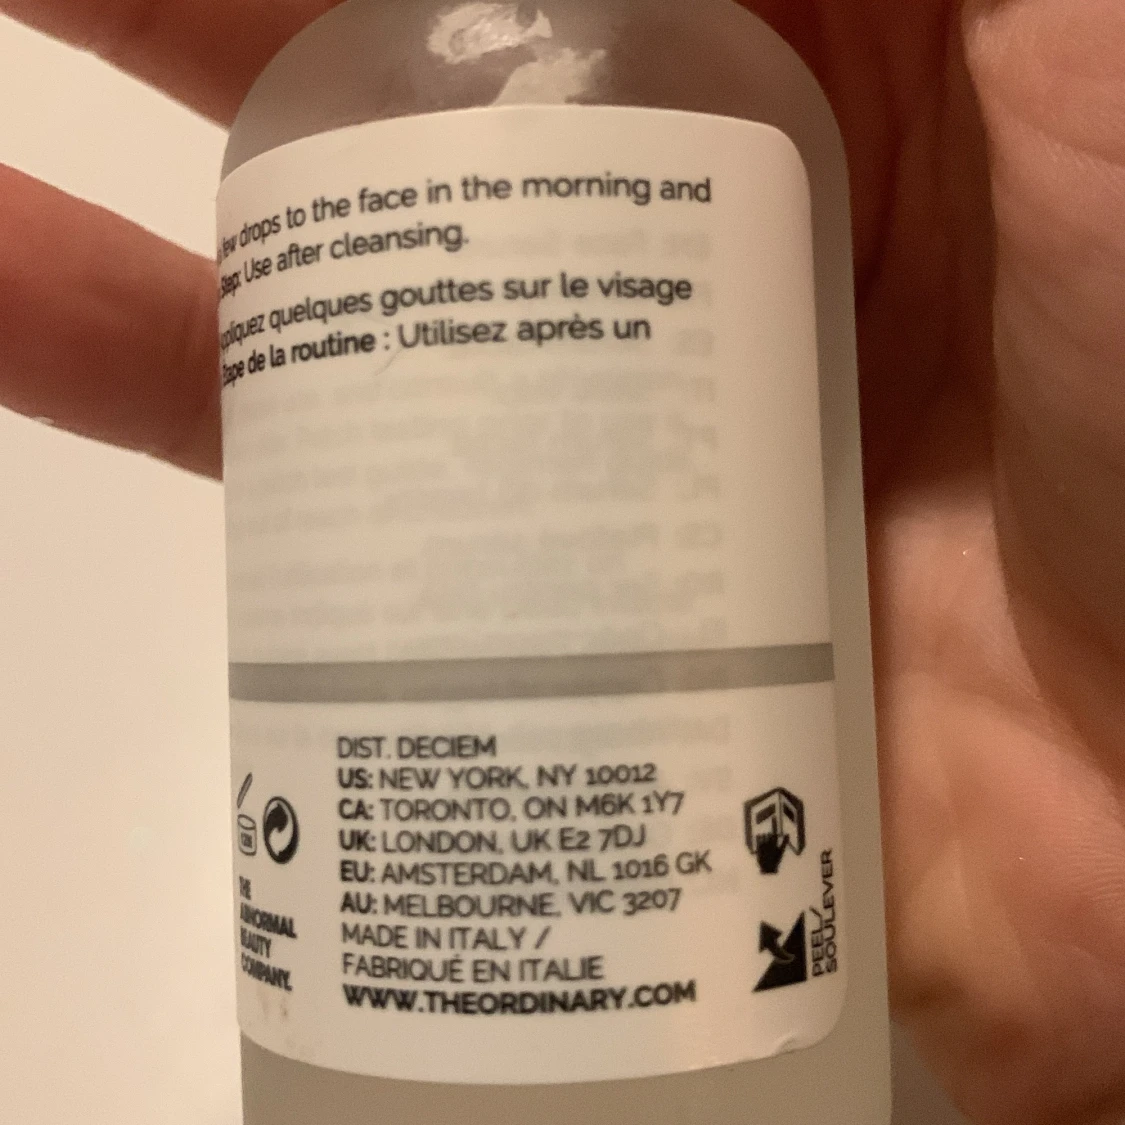 few drops to the face in the morning and
Step: Use after cleansing.
quelques gouttes sur le visage
de la routine : Utilisez après un
DIST. DECIEM
US: NEW YORK, NY 10012
CA: TORONTO, ON M6K 1Y7
UK: LONDON, UK E2 7DJ
EU: AMSTERDAM, NL 1016 GK
AU: MELBOURNE, VIC 3207
MADE IN ITALY /
FABRIQUÉ EN ITALIE
WWW.THEORDINARY.COM
THE
ABNORMAL
BEAUTY
COMPANY.
PEEL/
SOULEVER